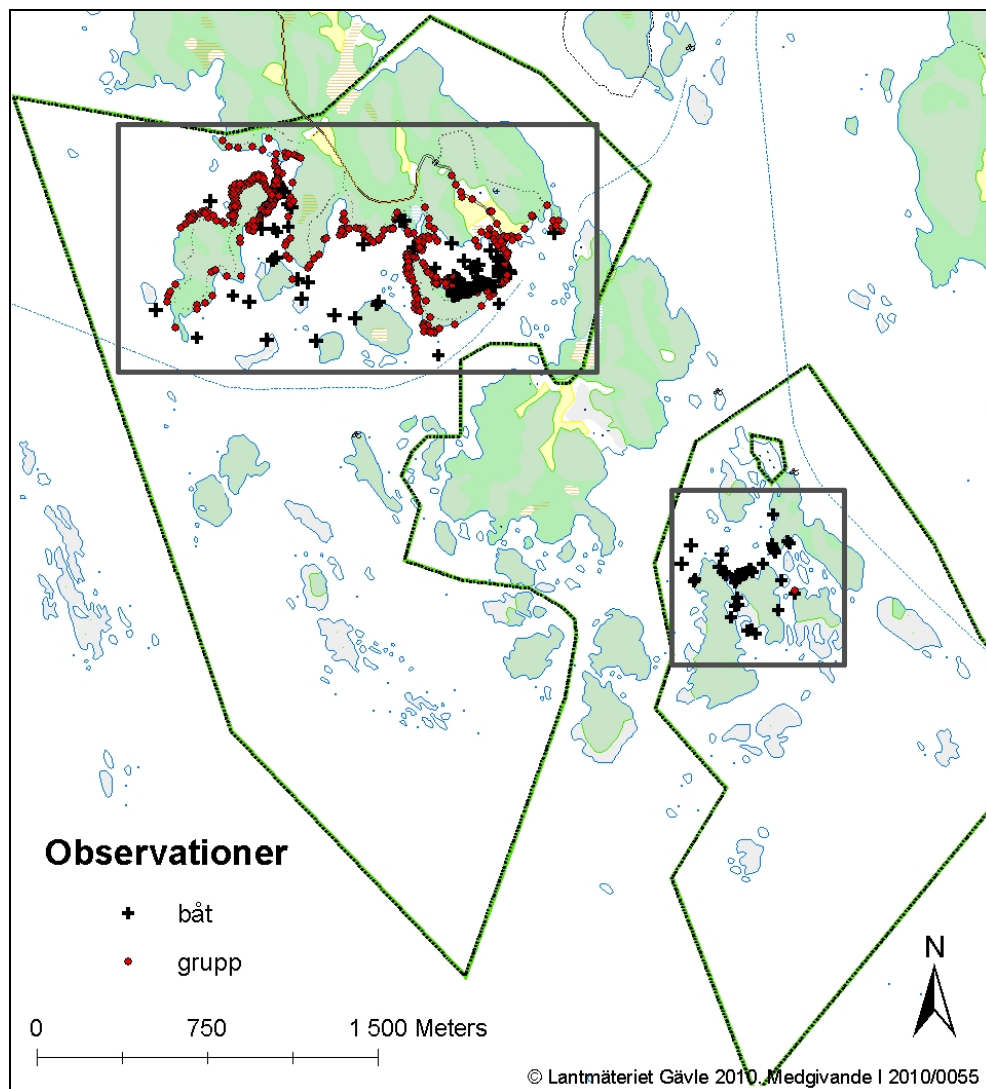 Observationer
båt
grupp
N
0 750 1 500 Meters
© Lantmäteriet Gävle 2010. Medgivande I 2010/0055